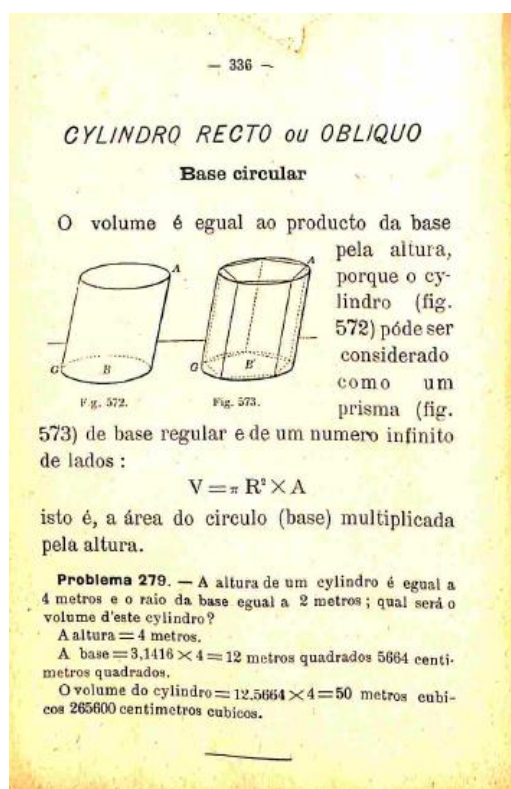 — 336 —
CYLINDRO RECTO ou OBLIQUO
Base circular
O volume é egual ao producto da base
pela altura,
porque o cy-
lindro (fig.
572) póde ser
considerado
como um
prisma (fig.
A
G
B
Fig. 572.
A
G
B
Fig. 573.
573) de base regular e de um numero infinito
de lados :
V = π R² × A
isto é, a área do circulo (base) multiplicada
pela altura.
Problema 279. — A altura de um cylindro é egual a
4 metros e o raio da base egual a 2 metros ; qual será o
volume d'este cylindro ?
A altura = 4 metros.
A base = 3,1416 × 4 = 12 metros quadrados 5664 centi-
metros quadrados.
O volume do cylindro = 12.5664 × 4 = 50 metros cubi-
cos 265600 centimetros cubicos.